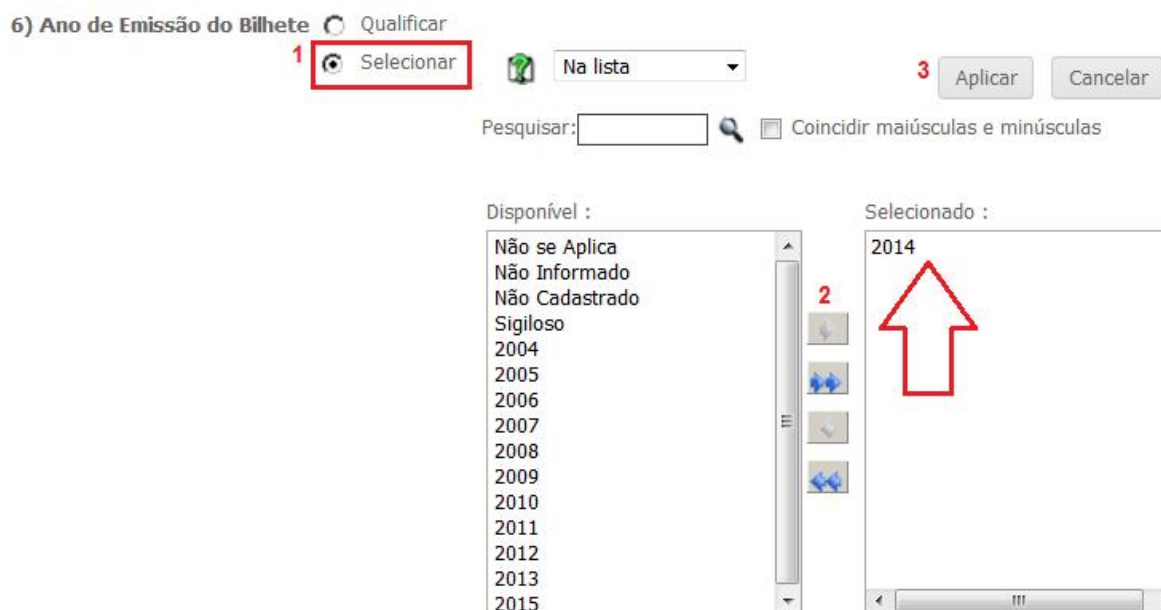 6) Ano de Emissão do Bilhete Qualificar
1 Selecionar Na lista 3 Aplicar Cancelar
Pesquisar: Coincidir maiúsculas e minúsculas
Disponível : Selecionado :
Não se Aplica 2014
Não Informado
Não Cadastrado 2
Sigiloso
2004
2005
2006
2007
2008
2009
2010
2011
2012
2013
2015